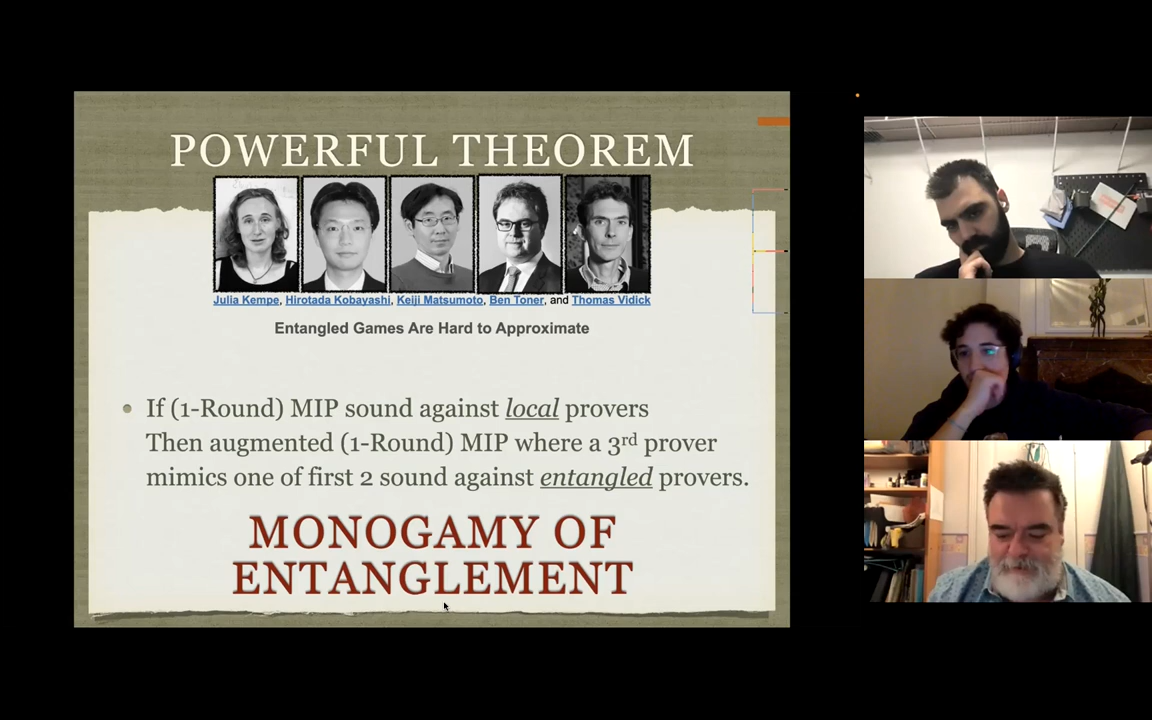 POWERFUL THEOREM
Julia Kempe, Hirotada Kobayashi, Keiji Matsumoto, Ben Toner, and Thomas Vidick
Entangled Games Are Hard to Approximate
• If (1-Round) MIP sound against local provers
Then augmented (1-Round) MIP where a 3rd prover
mimics one of first 2 sound against entangled provers.
MONOGAMY OF
ENTANGLEMENT